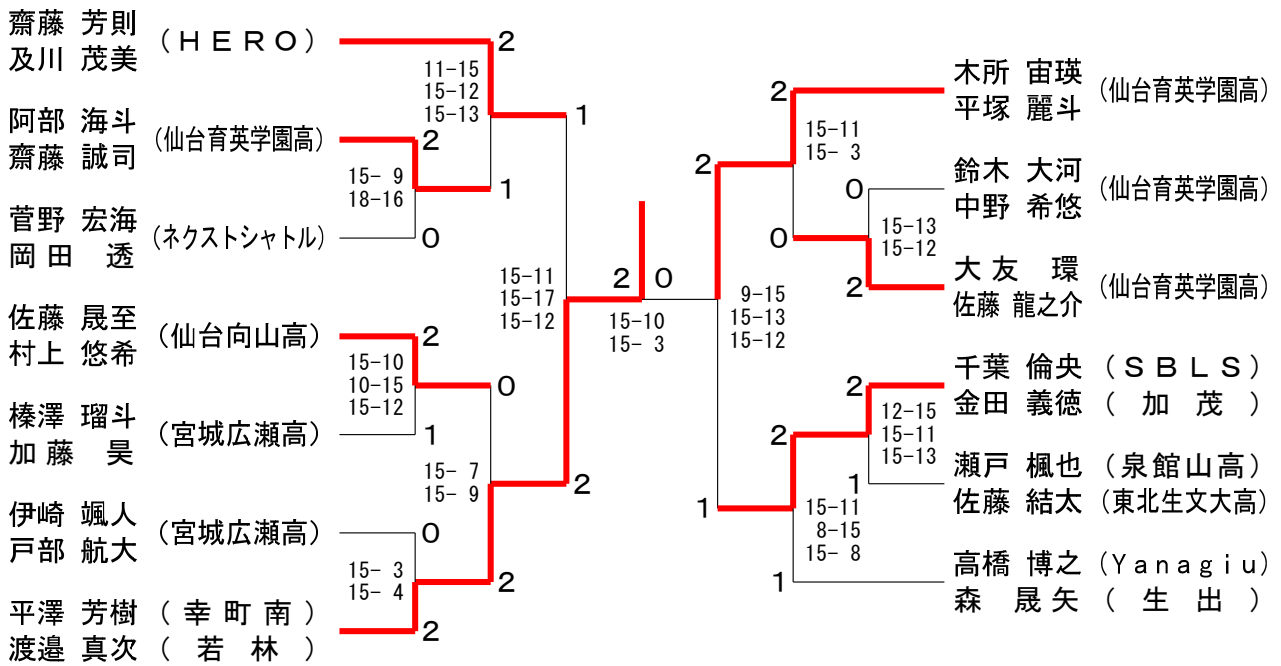 齋藤 芳則
及川 茂美
(ＨＥＲＯ)
阿部 海斗
齋藤 誠司
(仙台育英学園高)
菅野 宏海
岡田 透
(ネクストシャトル)
佐藤 晟至
村上 悠希
(仙台向山高)
榛澤 瑠斗
加藤 昊
(宮城広瀬高)
伊崎 颯人
戸部 航大
(宮城広瀬高)
平澤 芳樹 (幸町南)
渡邉 真次 (若林)
2
11-15
15-12
15-13
1
2
15- 9
18-16
0
1
2
15-10
10-15
15-12
1
0
15- 7
15- 9
0
15- 3
15- 4
2
2
15-11
15-17
15-12
2
2 0
15-10
15- 3
2
9-15
15-13
15-12
1
2
15-11
15- 3
0
0
15-13
15-12
2
2
12-15
15-11
15-13
1
2
15-11
8-15
15- 8
1
木所 宙瑛
平塚 麗斗
(仙台育英学園高)
鈴木 大河
中野 希悠
(仙台育英学園高)
大友 環
佐藤 龍之介
(仙台育英学園高)
千葉 倫央 (ＳＢＬＳ)
金田 義徳 (加茂)
瀬戸 楓也 (泉館山高)
佐藤 結太 (東北生文大高)
高橋 博之 (Yanagiu)
森 晟矢 (生出)